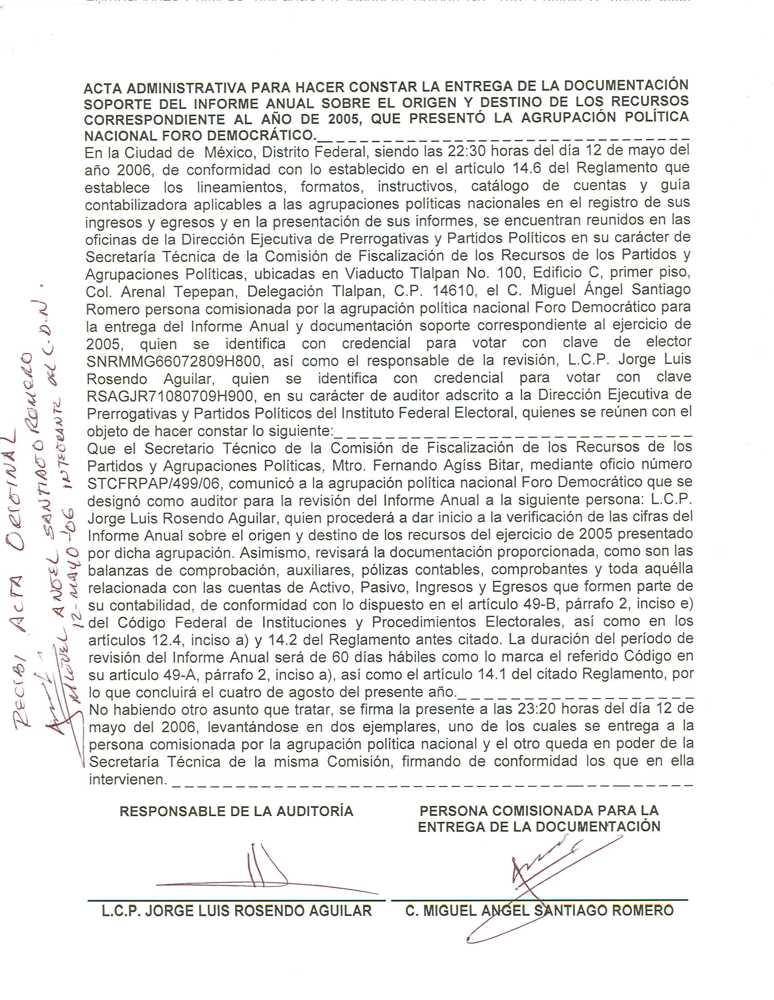 ACTA ADMINISTRATIVA PARA HACER CONSTAR LA ENTREGA DE LA DOCUMENTACIÓN
SOPORTE DEL INFORME ANUAL SOBRE EL ORIGEN Y DESTINO DE LOS RECURSOS
CORRESPONDIENTE AL AÑO DE 2005, QUE PRESENTÓ LA AGRUPACIÓN POLÍTICA
NACIONAL FORO DEMOCRÁTICO.
En la Ciudad de México, Distrito Federal, siendo las 22:30 horas del día 12 de mayo del
año 2006, de conformidad con lo establecido en el artículo 14.6 del Reglamento que
establece los lineamientos, formatos, instructivos, catálogo de cuentas y guía
contabilizadora aplicables a las agrupaciones políticas nacionales en el registro de sus
ingresos y egresos y en la presentación de sus informes, se encuentran reunidos en las
oficinas de la Dirección Ejecutiva de Prerrogativas y Partidos Políticos en su carácter de
Secretaría Técnica de la Comisión de Fiscalización de los Recursos de los Partidos y
Agrupaciones Políticas, ubicadas en Viaducto Tlalpan No. 100, Edificio C, primer piso,
Col. Arenal Tepepan, Delegación Tlalpan, C.P. 14610, el C. Miguel Ángel Santiago
Romero persona comisionada por la agrupación política nacional Foro Democrático para
la entrega del Informe Anual y documentación soporte correspondiente al ejercicio de
2005, quien se identifica con credencial para votar con clave de elector
SNRMMG66072809H800, así como el responsable de la revisión, L.C.P. Jorge Luis
Rosendo Aguilar, quien se identifica con credencial para votar con clave
RSAGJR71080709H900, en su carácter de auditor adscrito a la Dirección Ejecutiva de
Prerrogativas y Partidos Políticos del Instituto Federal Electoral, quienes se reúnen con el
objeto de hacer constar lo siguiente:
Que el Secretario Técnico de la Comisión de Fiscalización de los Recursos de los
Partidos y Agrupaciones Políticas, Mtro. Fernando Agíss Bitar, mediante oficio número
STCFRPAP/499/06, comunicó a la agrupación política nacional Foro Democrático que se
designó como auditor para la revisión del Informe Anual a la siguiente persona: L.C.P.
Jorge Luis Rosendo Aguilar, quien procederá a dar inicio a la verificación de las cifras del
Informe Anual sobre el origen y destino de los recursos del ejercicio de 2005 presentado
por dicha agrupación. Asimismo, revisará la documentación proporcionada, como son las
balanzas de comprobación, auxiliares, pólizas contables, comprobantes y toda aquélla
relacionada con las cuentas de Activo, Pasivo, Ingresos y Egresos que formen parte de
su contabilidad, de conformidad con lo dispuesto en el artículo 49-B, párrafo 2, inciso e)
del Código Federal de Instituciones y Procedimientos Electorales, así como en los
artículos 12.4, inciso a) y 14.2 del Reglamento antes citado. La duración del período de
revisión del Informe Anual será de 60 días hábiles como lo marca el referido Código en
su artículo 49-A, párrafo 2, inciso a), así como el artículo 14.1 del citado Reglamento, por
lo que concluirá el cuatro de agosto del presente año.
No habiendo otro asunto que tratar, se firma la presente a las 23:20 horas del día 12 de
mayo del 2006, levantándose en dos ejemplares, uno de los cuales se entrega a la
persona comisionada por la agrupación política nacional y el otro queda en poder de la
Secretaría Técnica de la misma Comisión, firmando de conformidad los que en ella
intervienen.
RESPONSABLE DE LA AUDITORÍA
L.C.P. JORGE LUIS ROSENDO AGUILAR
PERSONA COMISIONADA PARA LA
ENTREGA DE LA DOCUMENTACIÓN
C. MIGUEL ANGEL SANTIAGO ROMERO
RECIBI ACTA ORIGINAL
MIGUEL ANGEL SANTIAGO ROMERO
12-MAYO-06 INTEGRANTE DEL C.D.N.